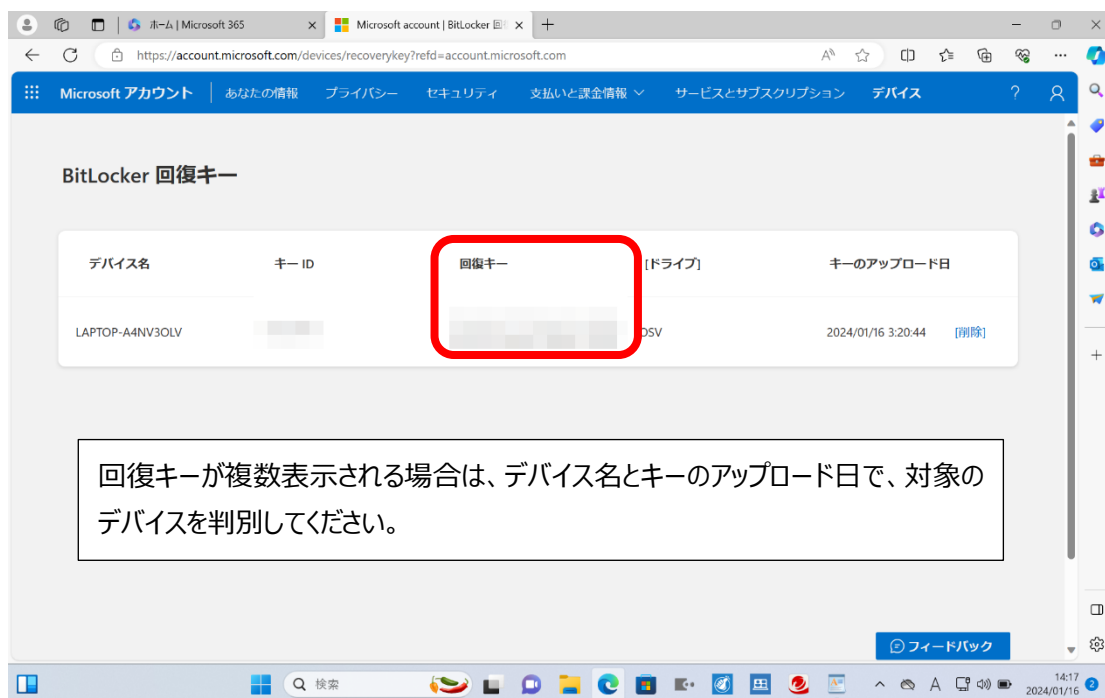 ホーム | Microsoft 365
Microsoft account | BitLocker 回
https://account.microsoft.com/devices/recoverykey?refd=account.microsoft.com
Microsoft アカウント
あなたの情報
プライバシー
セキュリティ
支払いと課金情報
サービスとサブスクリプション
デバイス
?
BitLocker 回復キー
デバイス名 キー ID 回復キー [ドライブ] キーのアップロード日
LAPTOP-A4NV3OLV OSV 2024/01/16 3:20:44 [削除]
回復キーが複数表示される場合は、デバイス名とキーのアップロード日で、対象の
デバイスを判別してください。
フィードバック
検索
A
14:17
2024/01/16
2